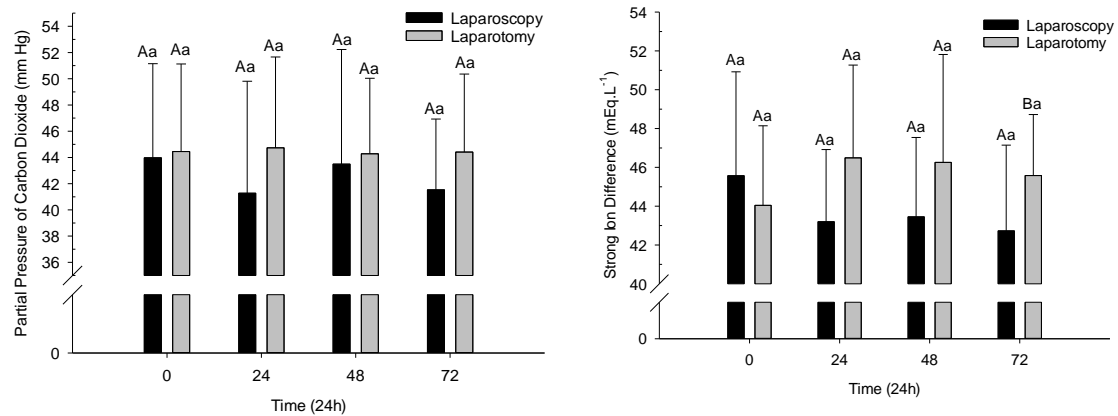 Partial Pressure of Carbon Dioxide (mm Hg)
54
52
50
48
46
44
42
40
38
36
0
Laparoscopy
Laparotomy
Aa Aa Aa Aa Aa Aa Aa Aa
0 24 48 72
Time (24h)
Strong Ion Difference (mEq.L⁻¹)
54
52
50
48
46
44
42
40
0
Laparoscopy
Laparotomy
Aa Aa Aa Aa Aa Aa Aa Ba
0 24 48 72
Time (24h)